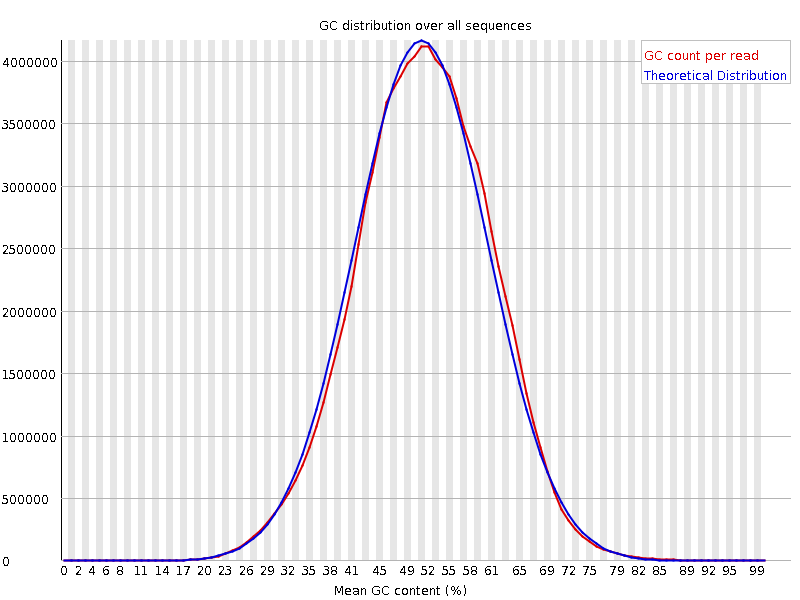 GC distribution over all sequences
GC count per read
Theoretical Distribution
4000000
3500000
3000000
2500000
2000000
1500000
1000000
500000
0
0 2 4 6 8 11 14 17 20 23 26 29 32 35 38 41 45 49 52 55 58 61 65 69 72 75 79 82 85 89 92 95 99
Mean GC content (%)